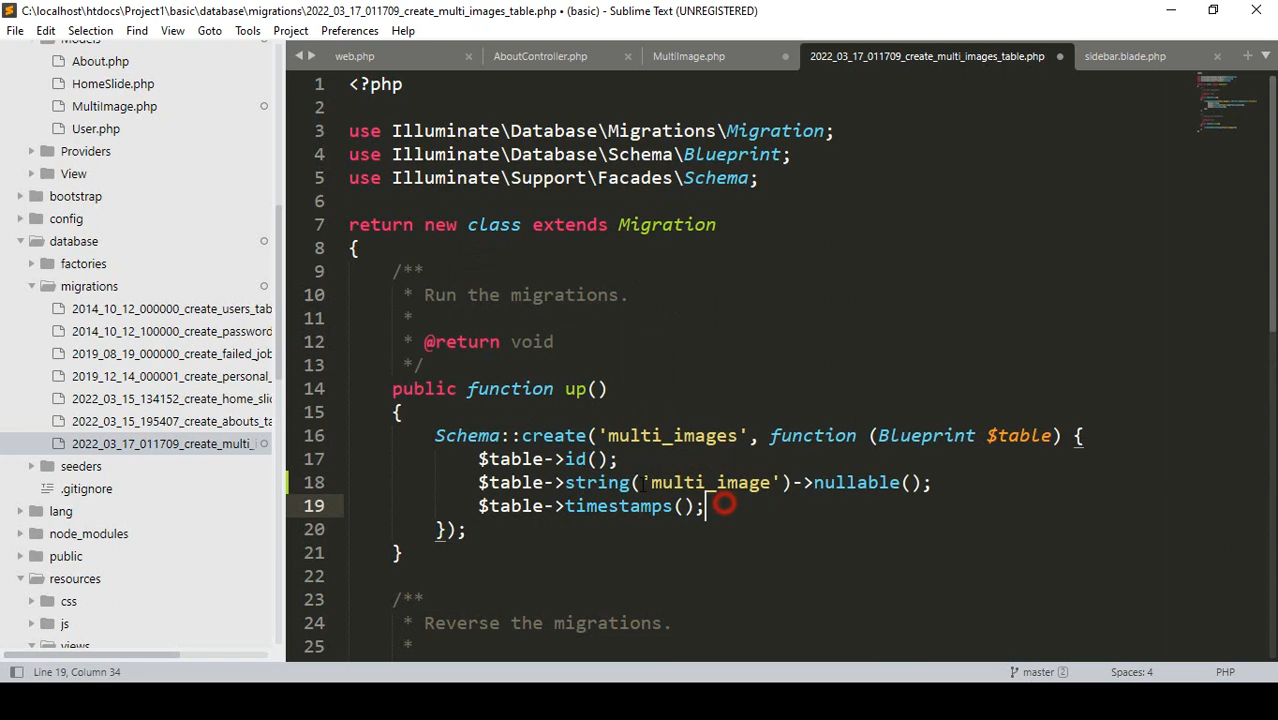 C:\localhost\htdocs\Project1\basic\database\migrations\2022_03_17_011709_create_multi_images_table.php • (basic) - Sublime Text (UNREGISTERED)
File Edit Selection Find View Goto Tools Project Preferences Help
Models
About.php
HomeSlide.php
MultiImage.php
User.php
Providers
View
bootstrap
config
database
factories
migrations
2014_10_12_000000_create_users_tab
2014_10_12_100000_create_password
2019_08_19_000000_create_failed_job
2019_12_14_000001_create_personal_
2022_03_15_134152_create_home_slic
2022_03_15_195407_create_abouts_ta
2022_03_17_011709_create_multi_i
seeders
.gitignore
lang
node_modules
public
resources
css
js
views
web.php AboutController.php MultiImage.php 2022_03_17_011709_create_multi_images_table.php sidebar.blade.php
1 <?php
2
3 use Illuminate\Database\Migrations\Migration;
4 use Illuminate\Database\Schema\Blueprint;
5 use Illuminate\Support\Facades\Schema;
6
7 return new class extends Migration
8 {
9 /**
10 * Run the migrations.
11 *
12 * @return void
13 */
14 public function up()
15 {
16 Schema::create('multi_images', function (Blueprint $table) {
17 $table->id();
18 $table->string('multi_image')->nullable();
19 $table->timestamps();
20 });
21 }
22
23 /**
24 * Reverse the migrations.
25 *
Line 19, Column 34 master 2 Spaces: 4 PHP